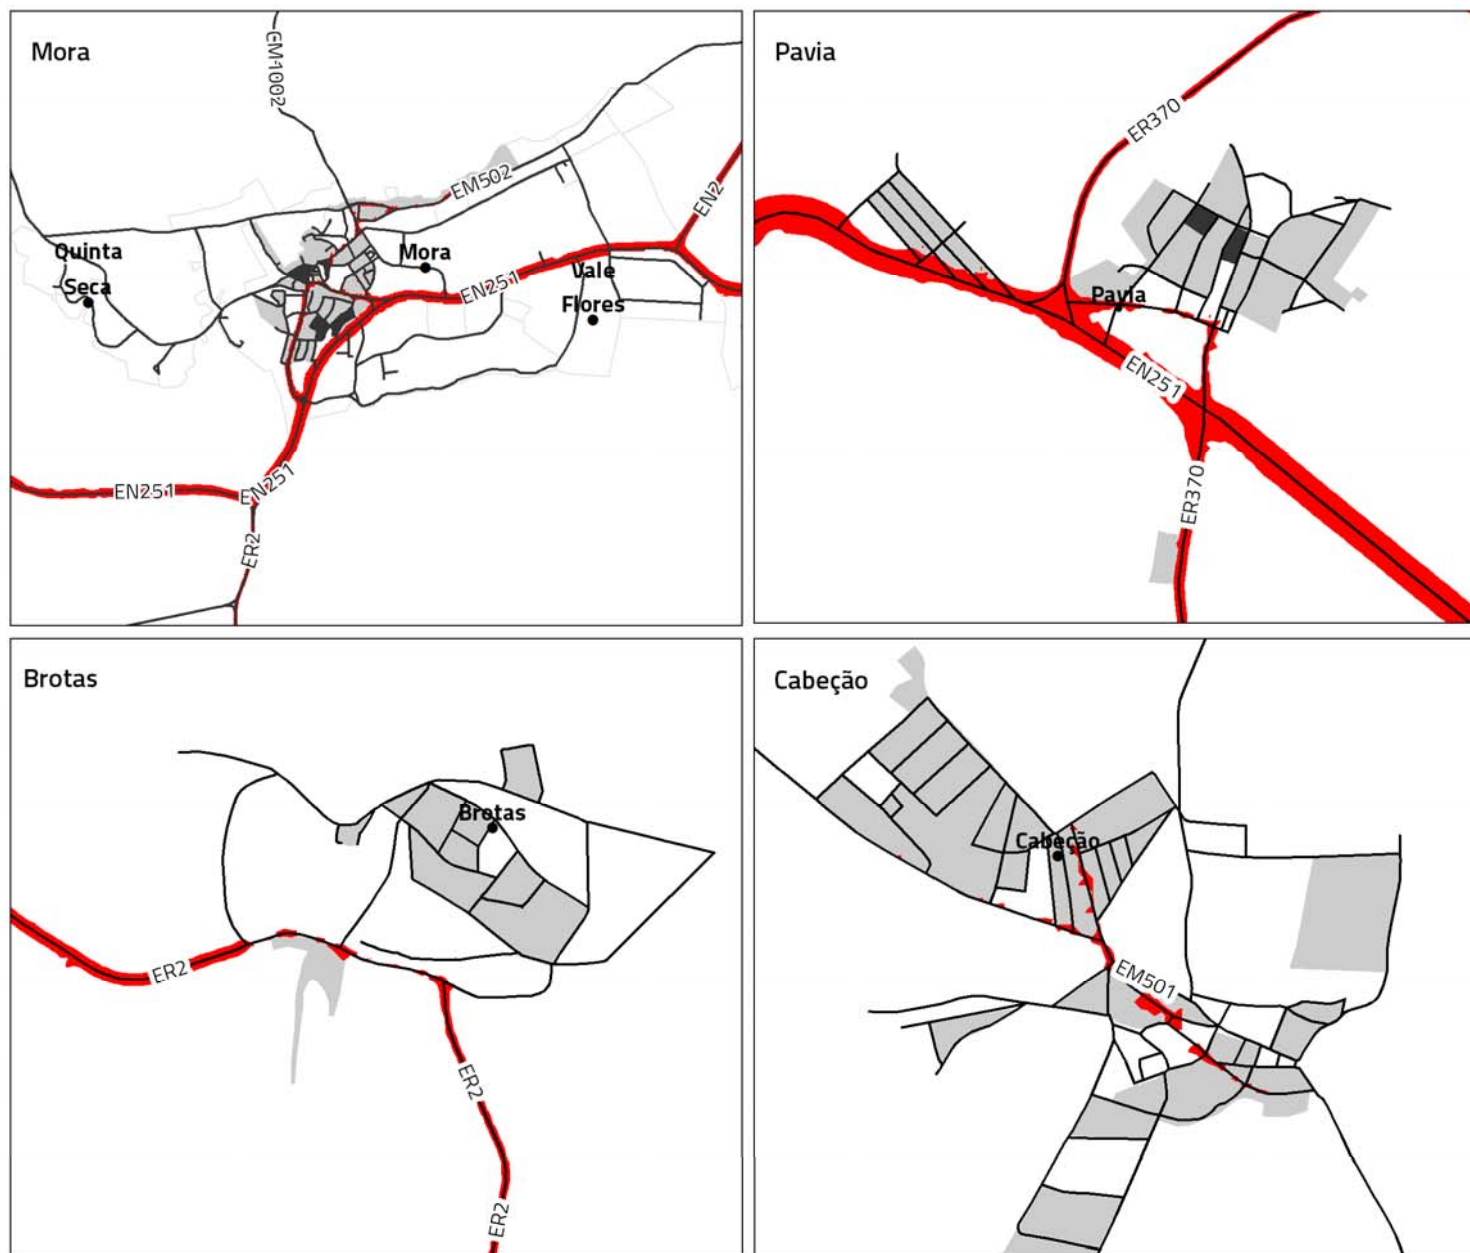 Mora
EM1002
EM502
EN2
Quinta
Seca
Mora
EN251
Vale
Flores
EN251
EN251
ER2
Pavia
ER370
Pavia
EN251
ER370
Brotas
Brotas
ER2
ER2
ER2
Cabeção
Cabeção
EM501